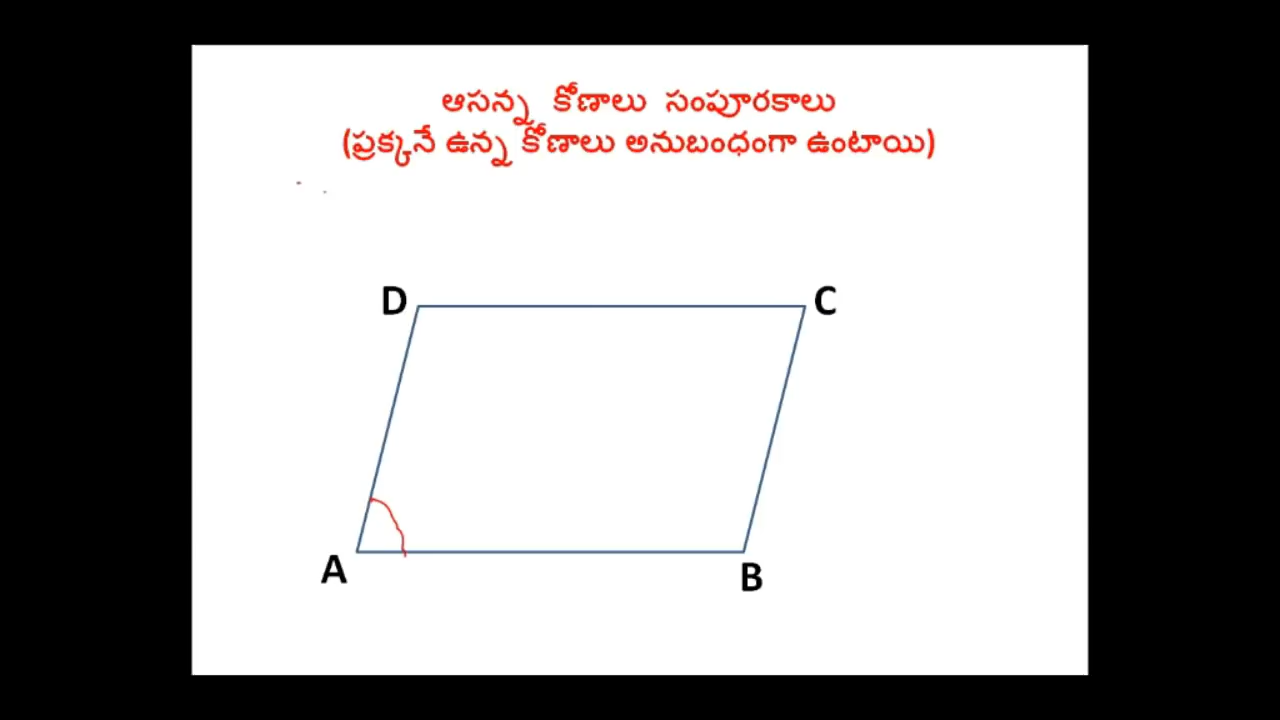 ఆసన్న కోణాలు సంపూరకాలు
(ప్రక్కనే ఉన్న కోణాలు అనుబంధంగా ఉంటాయి)
D C
A B